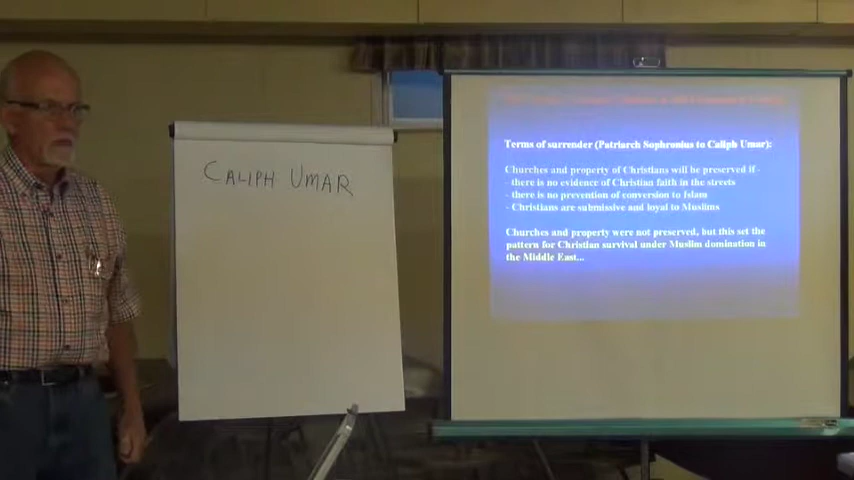 CALIPH UMAR
Terms of surrender (Patriarch Sophronius to Caliph Umar):
Churches and property of Christians will be preserved if -
- there is no evidence of Christian faith in the streets
- there is no prevention of conversion to Islam
- Christians are submissive and loyal to Muslims
Churches and property were not preserved, but this set the
pattern for Christian survival under Muslim domination in
the Middle East...